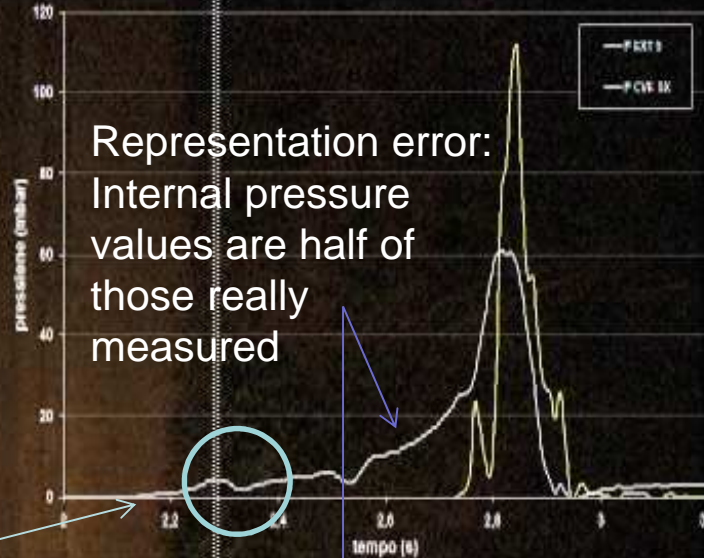 120
100
80
60
40
20
0
pressione (mbar)
Representation error:
Internal pressure
values are half of
those really
measured
2
2.2
2.4
2.6
2.8
3
tempo (s)